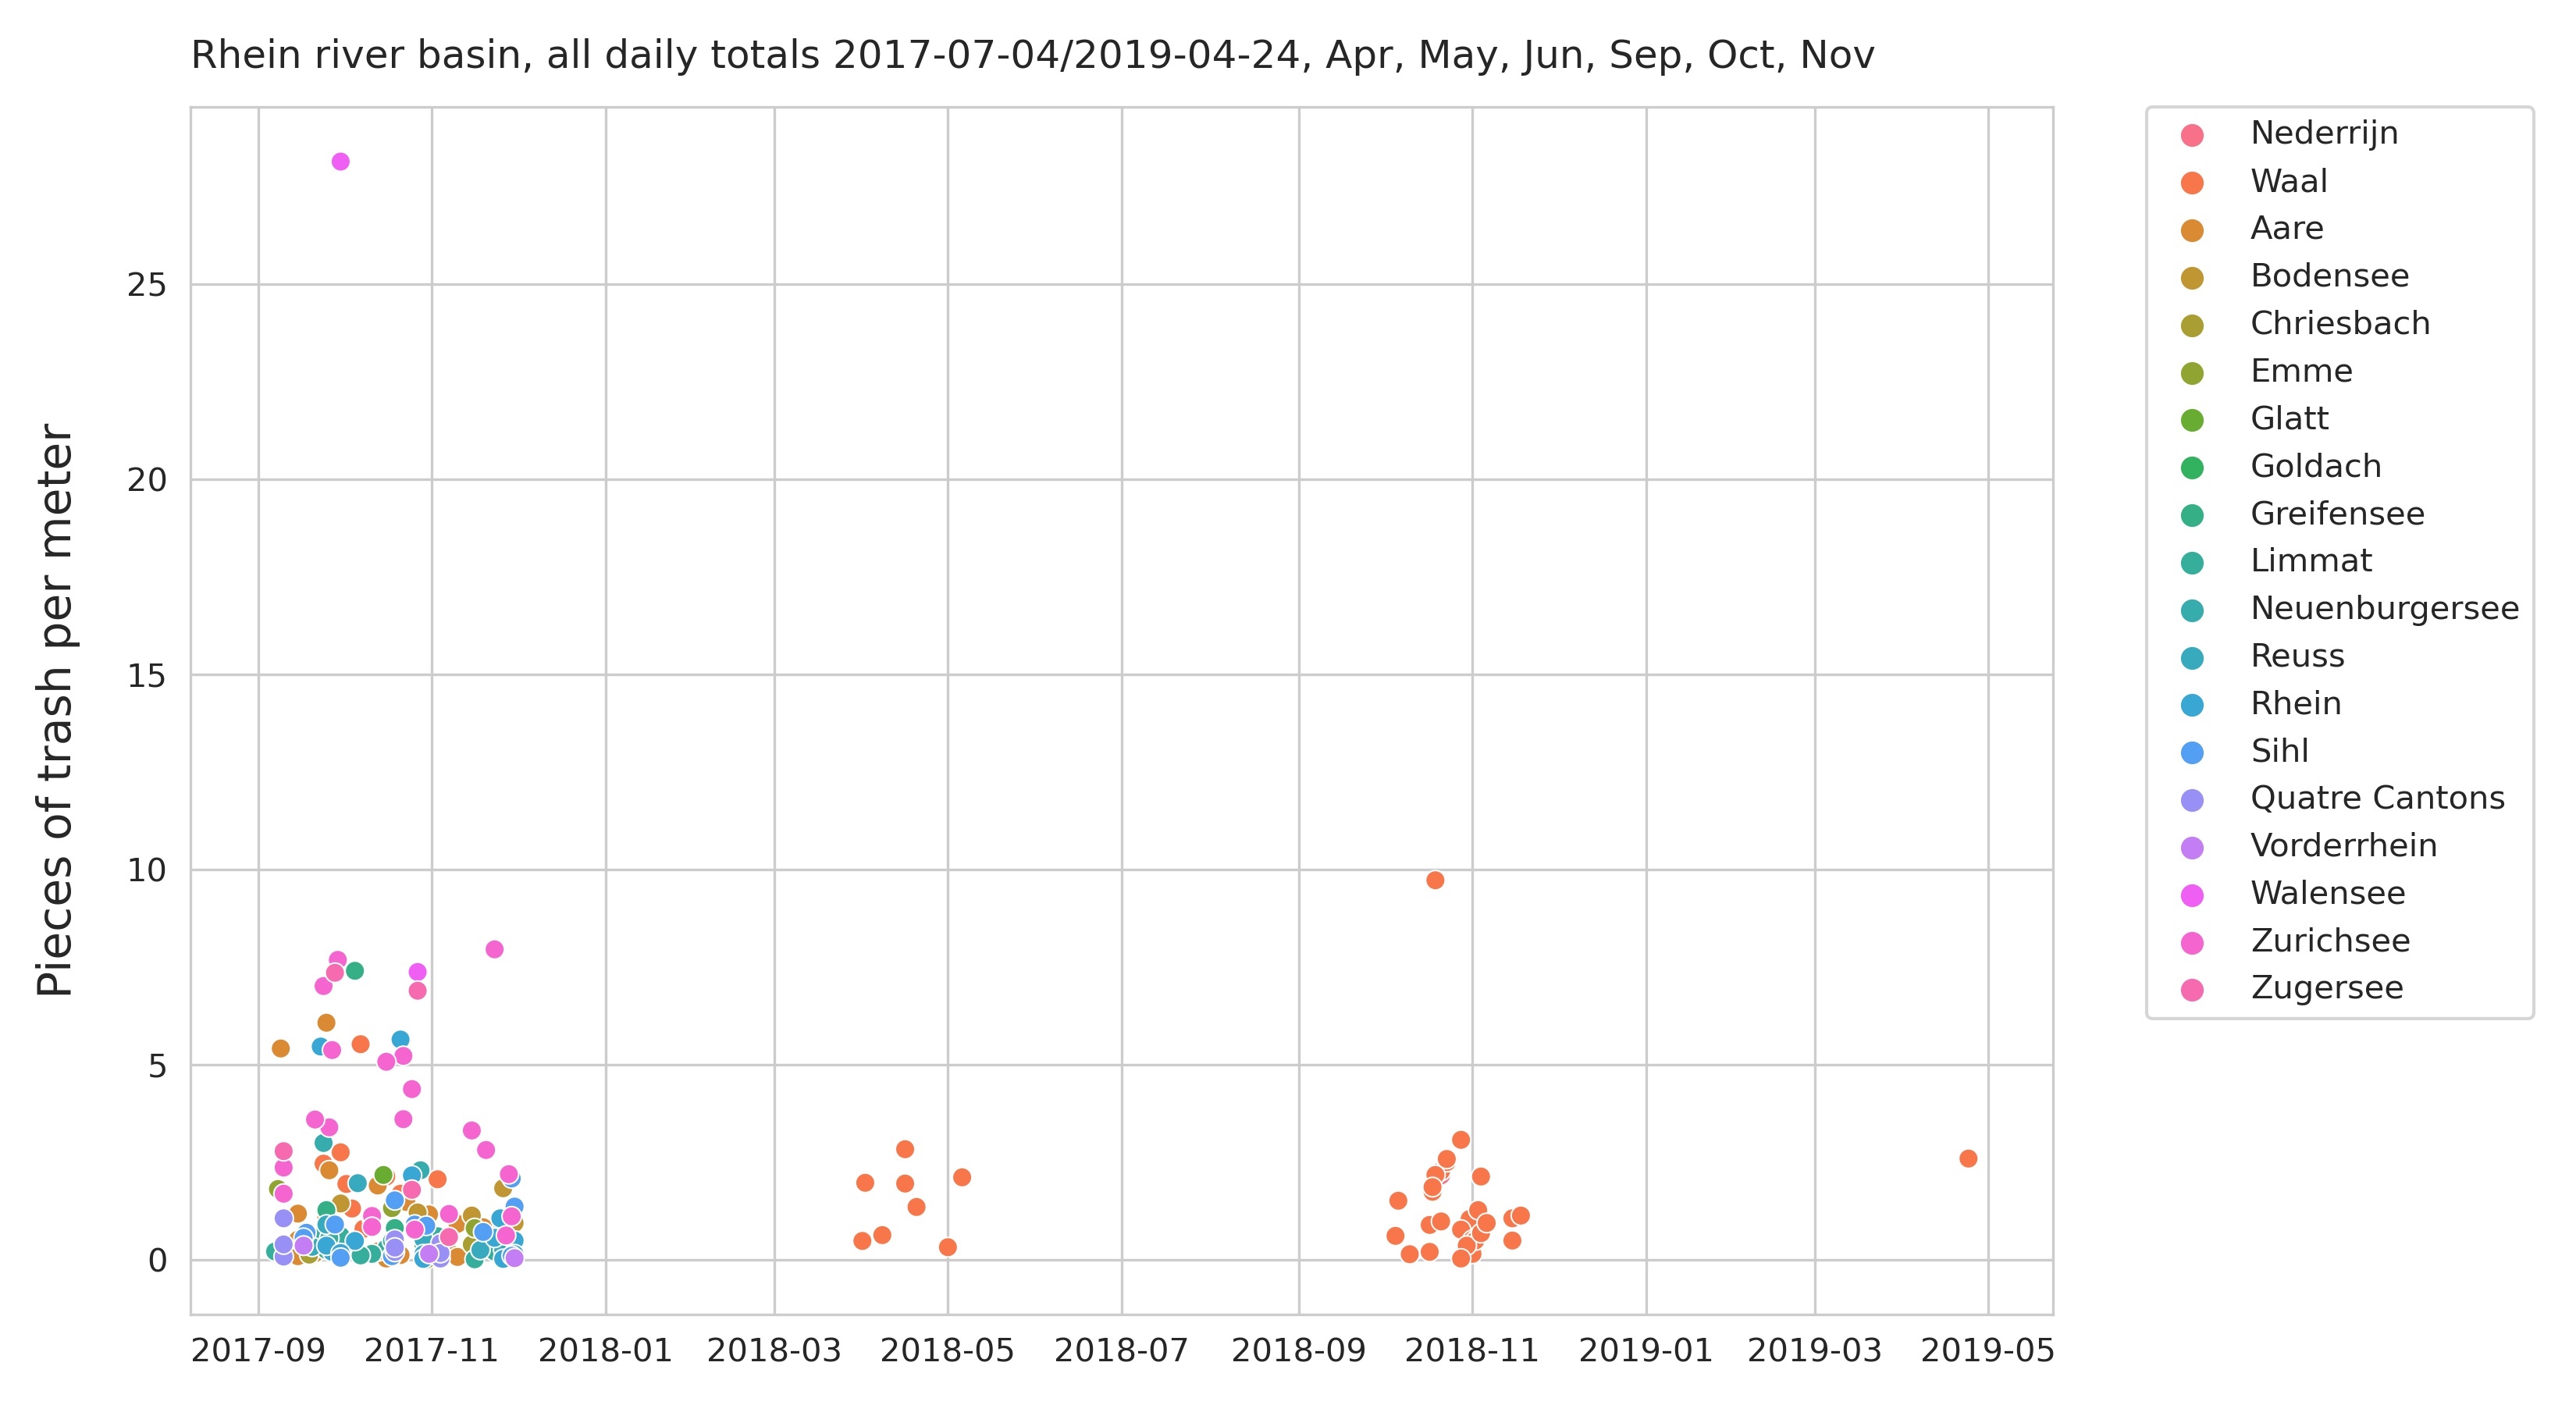 Rhein river basin, all daily totals 2017-07-04/2019-04-24, Apr, May, Jun, Sep, Oct, Nov
Pieces of trash per meter
25
20
15
10
5
0
2017-09 2017-11 2018-01 2018-03 2018-05 2018-07 2018-09 2018-11 2019-01 2019-03 2019-05
Nederrijn
Waal
Aare
Bodensee
Chriesbach
Emme
Glatt
Goldach
Greifensee
Limmat
Neuenburgersee
Reuss
Rhein
Sihl
Quatre Cantons
Vorderrhein
Walensee
Zurichsee
Zugersee